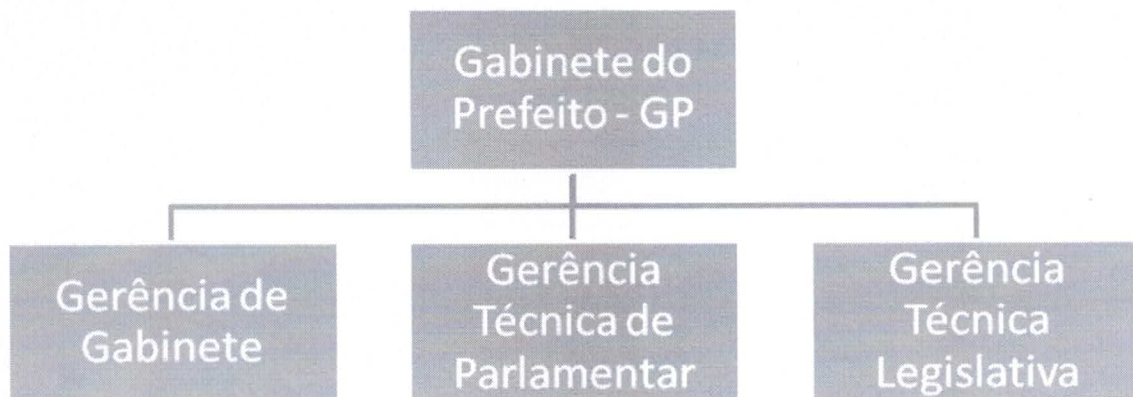 Gabinete do
Prefeito - GP
Gerência de
Gabinete
Gerência
Técnica de
Parlamentar
Gerência
Técnica
Legislativa